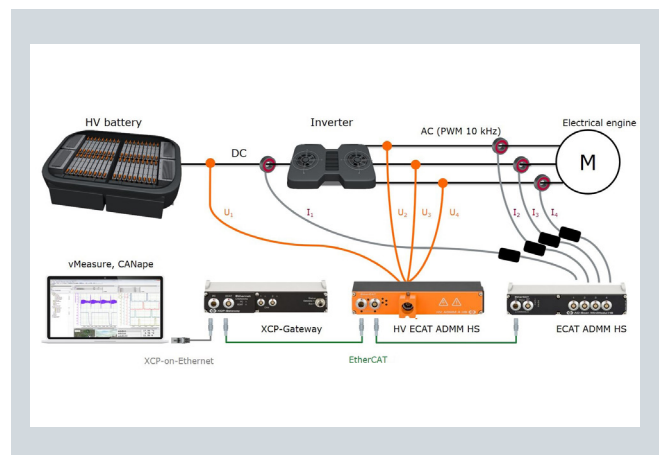 HV battery
Inverter
Electrical engine
AC (PWM 10 kHz)
DC
M
U₁
I₁
U₂
U₃
U₄
I₂
I₃
I₄
vMeasure, CANape
XCP-Gateway
HV ECAT ADMM HS
ECAT ADMM HS
XCP-on-Ethernet
EtherCAT